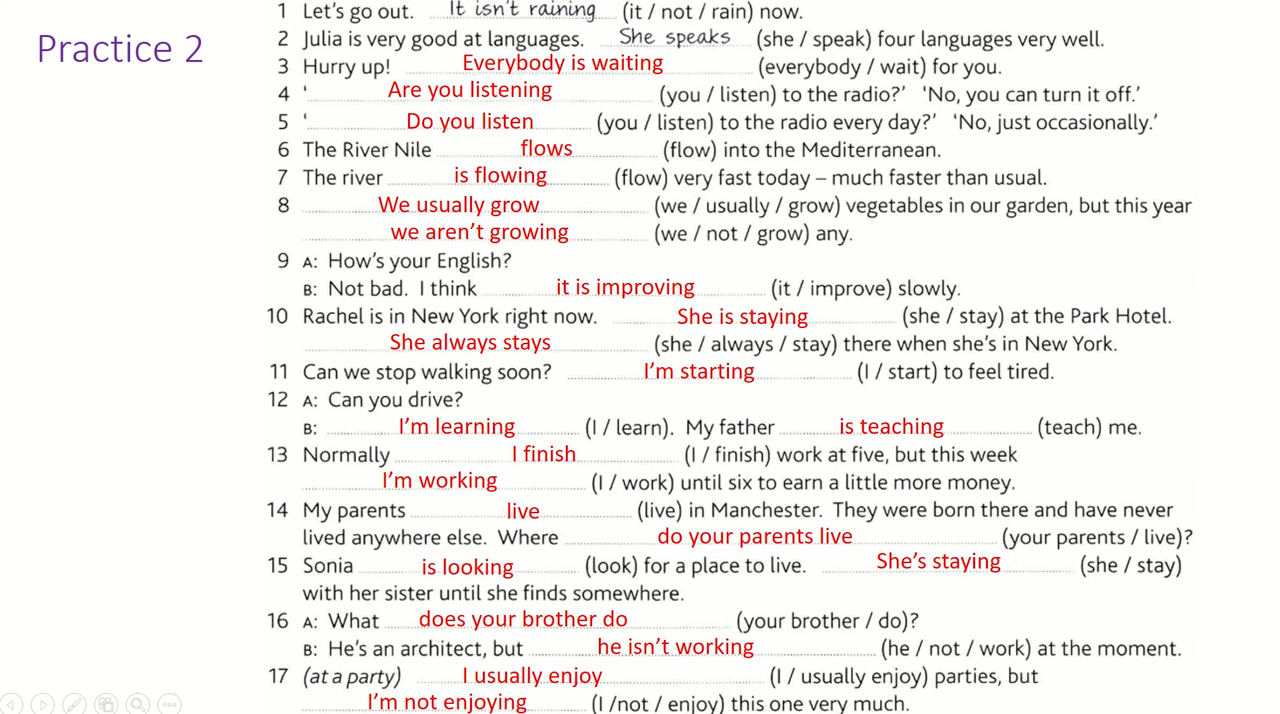 Practice 2
1 Let's go out. It isn't raining (it / not / rain) now.
2 Julia is very good at languages. She speaks (she / speak) four languages very well.
3 Hurry up! Everybody is waiting (everybody / wait) for you.
4 ' Are you listening (you / listen) to the radio?' 'No, you can turn it off.'
5 ' Do you listen (you / listen) to the radio every day?' 'No, just occasionally.'
6 The River Nile flows (flow) into the Mediterranean.
7 The river is flowing (flow) very fast today – much faster than usual.
8 We usually grow (we / usually / grow) vegetables in our garden, but this year
we aren't growing (we / not / grow) any.
9 A: How's your English?
B: Not bad. I think it is improving (it / improve) slowly.
10 Rachel is in New York right now. She is staying (she / stay) at the Park Hotel.
She always stays (she / always / stay) there when she's in New York.
11 Can we stop walking soon? I'm starting (I / start) to feel tired.
12 A: Can you drive?
B: I'm learning (I / learn). My father is teaching (teach) me.
13 Normally I finish (I / finish) work at five, but this week
I'm working (I / work) until six to earn a little more money.
14 My parents live (live) in Manchester. They were born there and have never
lived anywhere else. Where do your parents live (your parents / live)?
15 Sonia is looking (look) for a place to live. She's staying (she / stay)
with her sister until she finds somewhere.
16 A: What does your brother do (your brother / do)?
B: He's an architect, but he isn't working (he / not / work) at the moment.
17 (at a party) I usually enjoy (I / usually enjoy) parties, but
I'm not enjoying (I /not / enjoy) this one very much.